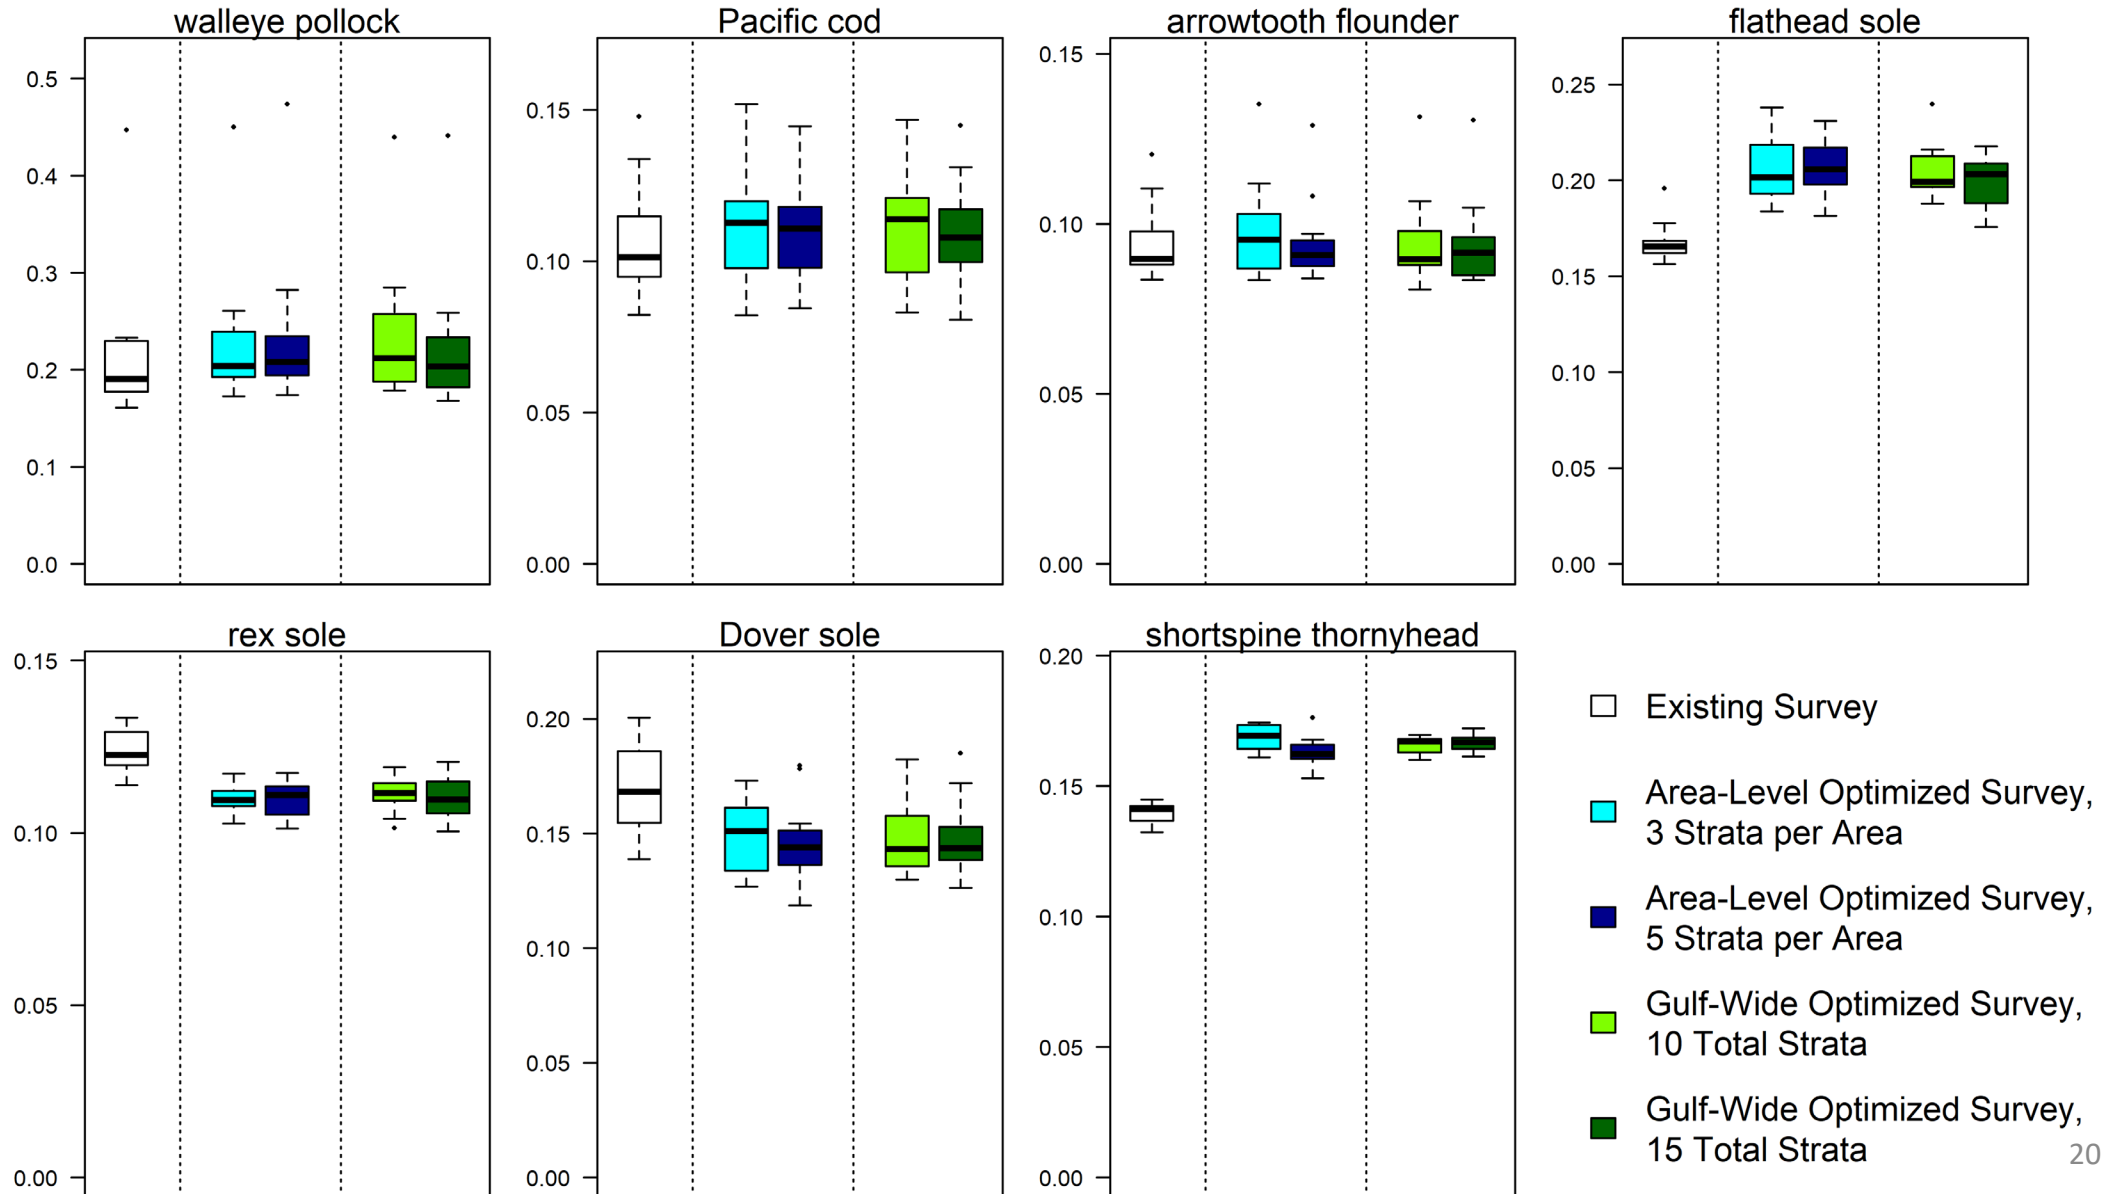 walleye pollock
0.5
0.4
0.3
0.2
0.1
0.0
Pacific cod
0.15
0.10
0.05
0.00
arrowtooth flounder
0.15
0.10
0.05
0.00
flathead sole
0.25
0.20
0.15
0.10
0.05
0.00
rex sole
0.15
0.10
0.05
0.00
Dover sole
0.20
0.15
0.10
0.05
0.00
shortspine thornyhead
0.20
0.15
0.10
0.05
0.00
Existing Survey
Area-Level Optimized Survey,
3 Strata per Area
Area-Level Optimized Survey,
5 Strata per Area
Gulf-Wide Optimized Survey,
10 Total Strata
Gulf-Wide Optimized Survey,
15 Total Strata
20